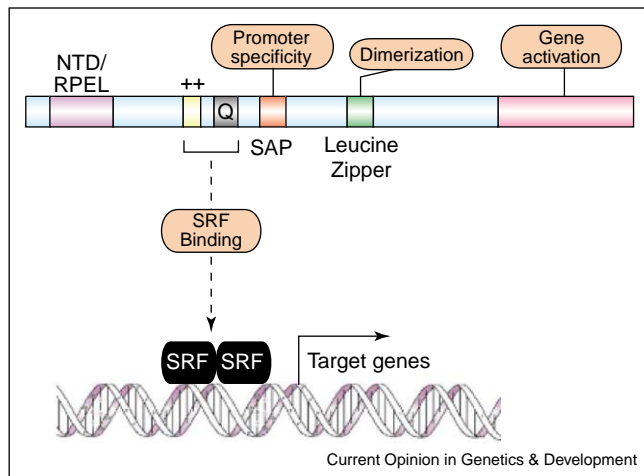 NTD/
RPEL
++
Promoter
specificity
Dimerization
Gene
activation
Q
SAP
Leucine
Zipper
SRF
Binding
SRF SRF
Target genes
Current Opinion in Genetics & Development